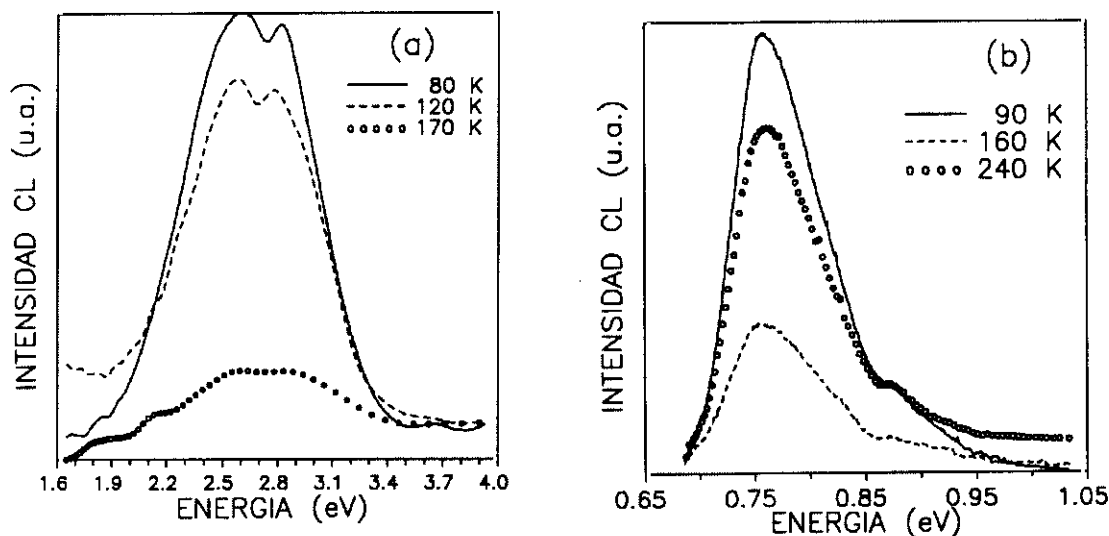 (a)
80 K
120 K
170 K
INTENSIDAD CL (u.a.)
1.6 1.9 2.2 2.5 2.8 3.1 3.4 3.7 4.0
ENERGIA (eV)
(b)
90 K
160 K
240 K
INTENSIDAD CL (u.a.)
0.65 0.75 0.85 0.95 1.05
ENERGIA (eV)